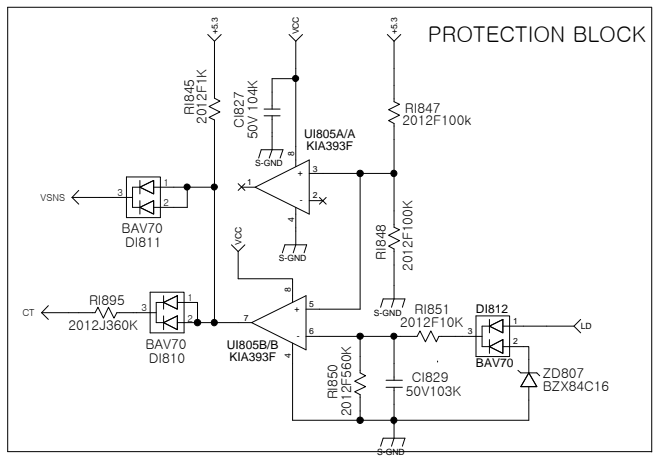 PROTECTION BLOCK
+5.3
VCC
+5.3
RI845
2012F1K
CI827
50V 104K
RI847
2012F100k
UI805A/A
KIA393F
S-GND
8
3
+
1
2
-
4
VSNS
3
1
2
BAV70
DI811
S-GND
RI848
2012F100K
VCC
S-GND
8
5
+
7
6
-
4
UI805B/B
KIA393F
CT
RI895
2012J360K
3
1
2
BAV70
DI810
RI851
2012F10K
DI812
3
1
2
BAV70
LD
RI850
2012F560K
CI829
50V103K
ZD807
BZX84C16
S-GND